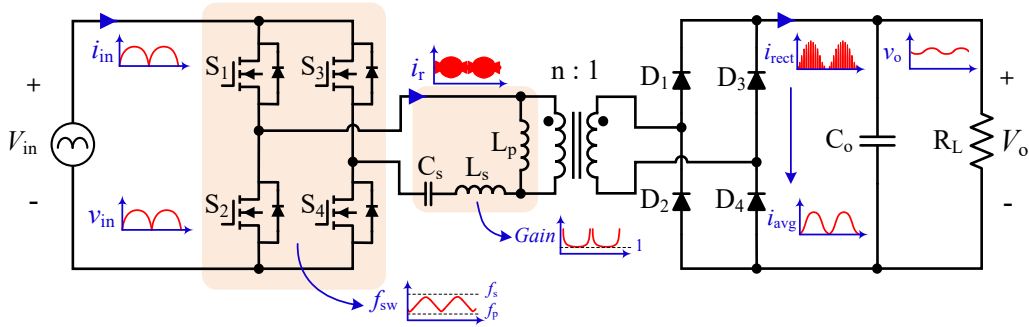 i_in
S_1
S_3
i_r
n : 1
D_1
D_3
i_rect
v_o
+
V_in
-
L_p
C_s
L_s
C_o
R_L
+
V_o
-
v_in
S_2
S_4
Gain
1
D_2
D_4
i_avg
f_sw
f_s
f_p